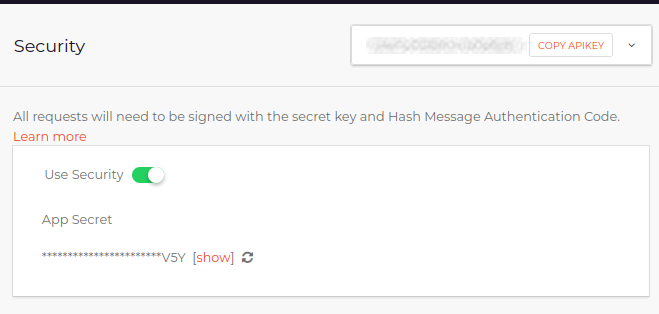 Security
COPY APIKEY
All requests will need to be signed with the secret key and Hash Message Authentication Code.
Learn more
Use Security
App Secret
***********************V5Y [show]